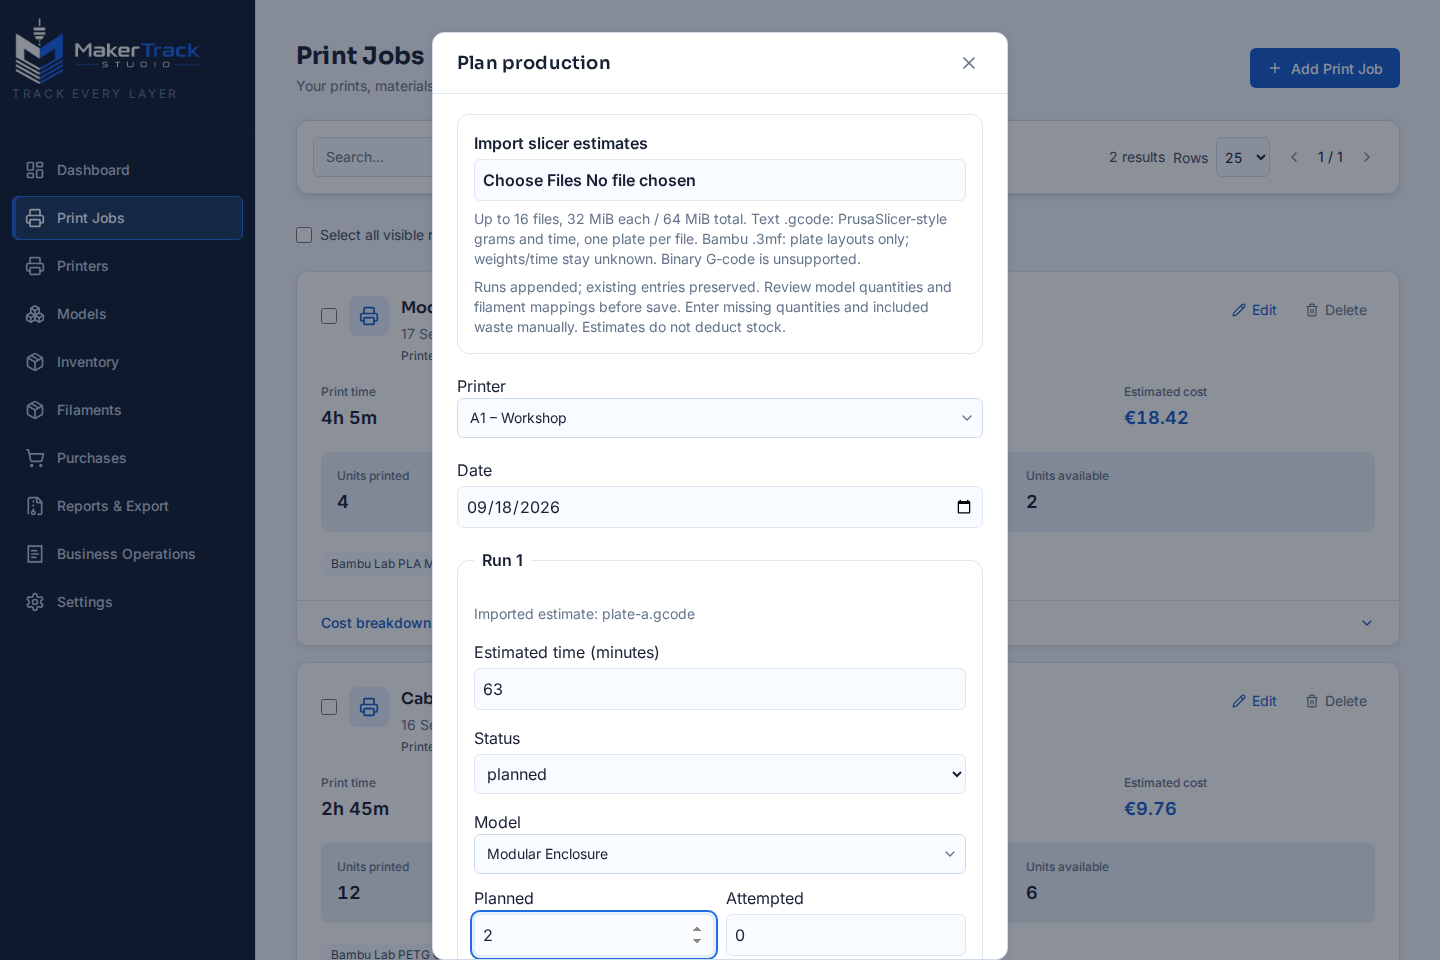 MakerTrack
STUDIO
TRACK EVERY LAYER
Dashboard
Print Jobs
Printers
Models
Inventory
Filaments
Purchases
Reports & Export
Business Operations
Settings
Print Jobs
Your prints, materials
Add Print Job
Search...
2 results Rows 25 1 / 1
Select all visible
17 Se
Printe
Edit Delete
Print time
4h 5m
Estimated cost
€18.42
Units printed
4
Units available
2
Bambu Lab PLA M
Cost breakdown
Cab
16 Se
Printe
Edit Delete
Print time
2h 45m
Estimated cost
€9.76
Units printed
12
Units available
6
Bambu Lab PETG
Plan production
Import slicer estimates
Choose Files No file chosen
Up to 16 files, 32 MiB each / 64 MiB total. Text .gcode: PrusaSlicer-style
grams and time, one plate per file. Bambu .3mf: plate layouts only;
weights/time stay unknown. Binary G-code is unsupported.
Runs appended; existing entries preserved. Review model quantities and
filament mappings before save. Enter missing quantities and included
waste manually. Estimates do not deduct stock.
Printer
A1 – Workshop
Date
09/18/2026
Run 1
Imported estimate: plate-a.gcode
Estimated time (minutes)
63
Status
planned
Model
Modular Enclosure
Planned Attempted
2 0